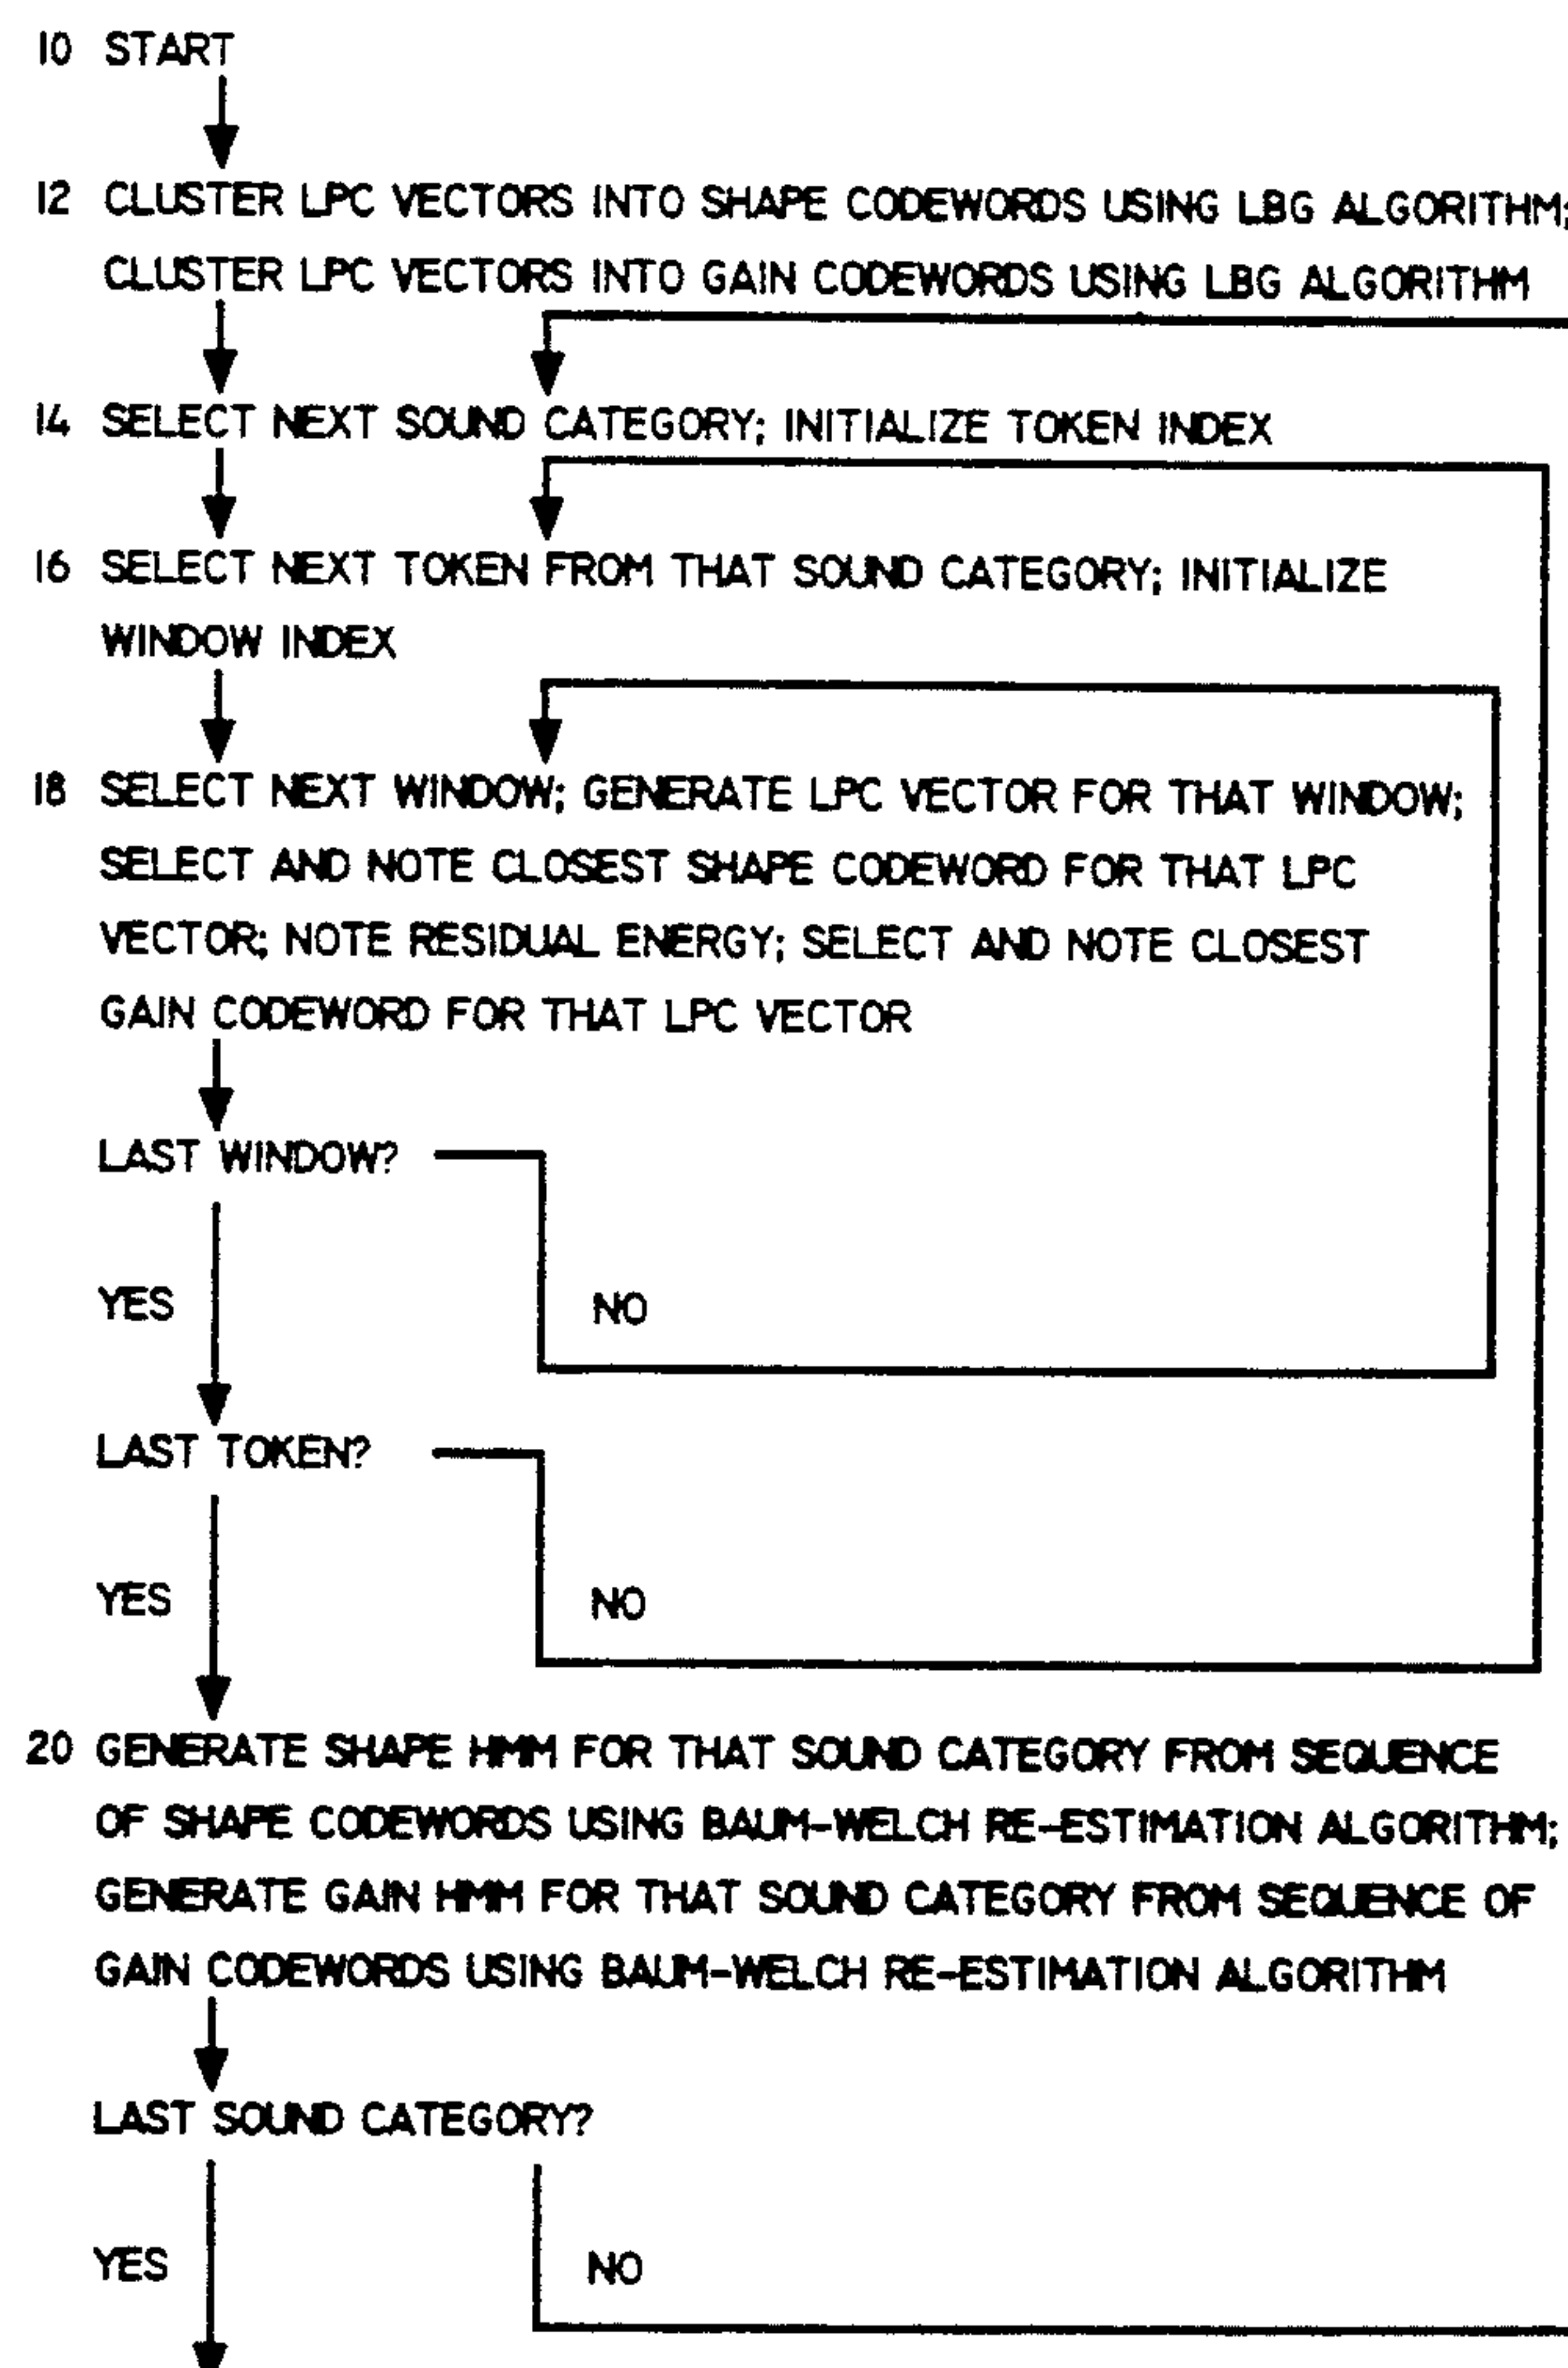 10 START
12 CLUSTER LPC VECTORS INTO SHAPE CODEWORDS USING LBG ALGORITHM;
CLUSTER LPC VECTORS INTO GAIN CODEWORDS USING LBG ALGORITHM
14 SELECT NEXT SOUND CATEGORY; INITIALIZE TOKEN INDEX
16 SELECT NEXT TOKEN FROM THAT SOUND CATEGORY; INITIALIZE
WINDOW INDEX
18 SELECT NEXT WINDOW; GENERATE LPC VECTOR FOR THAT WINDOW;
SELECT AND NOTE CLOSEST SHAPE CODEWORD FOR THAT LPC
VECTOR; NOTE RESIDUAL ENERGY; SELECT AND NOTE CLOSEST
GAIN CODEWORD FOR THAT LPC VECTOR
LAST WINDOW?
YES NO
LAST TOKEN?
YES NO
20 GENERATE SHAPE HMM FOR THAT SOUND CATEGORY FROM SEQUENCE
OF SHAPE CODEWORDS USING BAUM-WELCH RE-ESTIMATION ALGORITHM;
GENERATE GAIN HMM FOR THAT SOUND CATEGORY FROM SEQUENCE OF
GAIN CODEWORDS USING BAUM-WELCH RE-ESTIMATION ALGORITHM
LAST SOUND CATEGORY?
YES NO